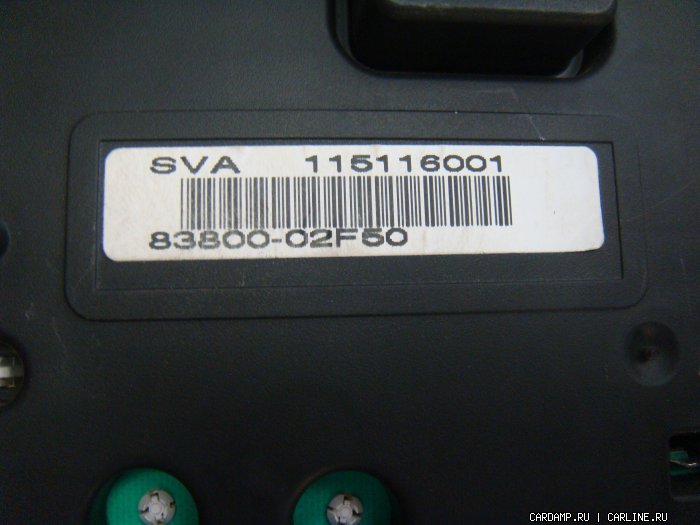 SVA 115116001
83800-02F50
CARDAMP.RU | CARLINE.RU